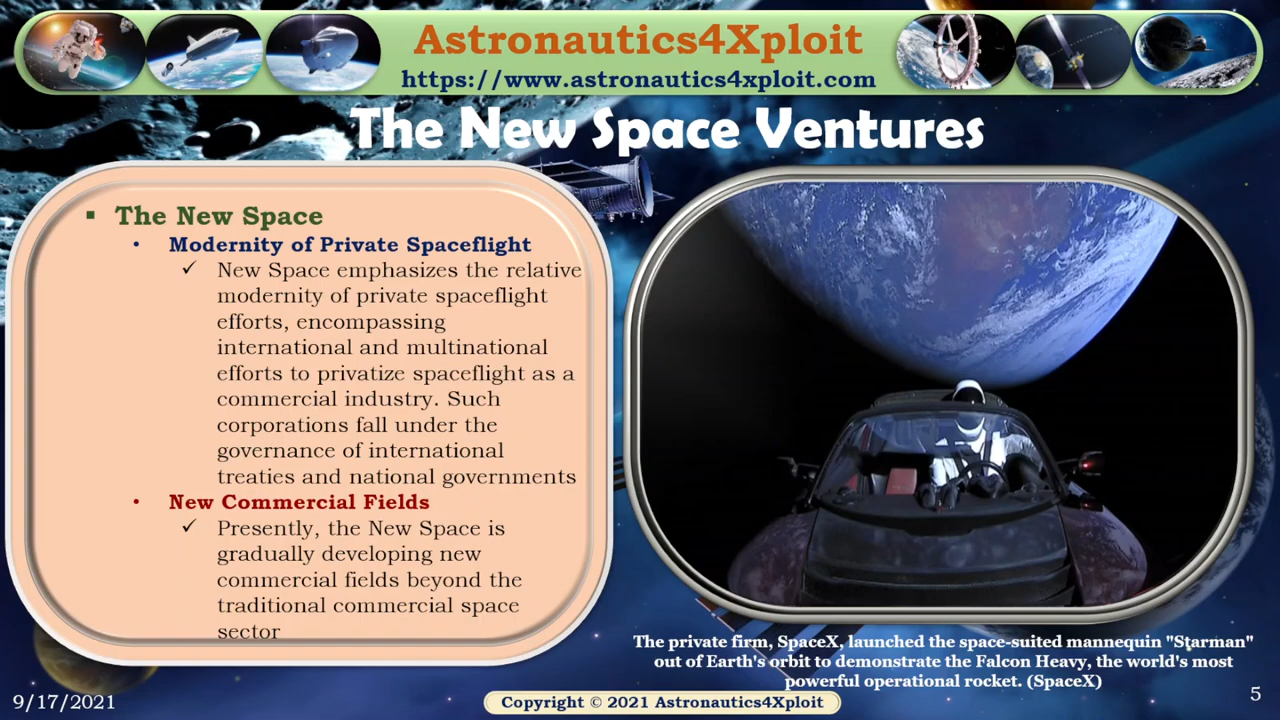 Astronautics4Xploit
https://www.astronautics4xploit.com
The New Space Ventures
The New Space
Modernity of Private Spaceflight
New Space emphasizes the relative
modernity of private spaceflight
efforts, encompassing
international and multinational
efforts to privatize spaceflight as a
commercial industry. Such
corporations fall under the
governance of international
treaties and national governments
New Commercial Fields
Presently, the New Space is
gradually developing new
commercial fields beyond the
traditional commercial space
sector
The private firm, SpaceX, launched the space-suited mannequin "Starman"
out of Earth's orbit to demonstrate the Falcon Heavy, the world's most
powerful operational rocket. (SpaceX)
9/17/2021
Copyright © 2021 Astronautics4Xploit
5